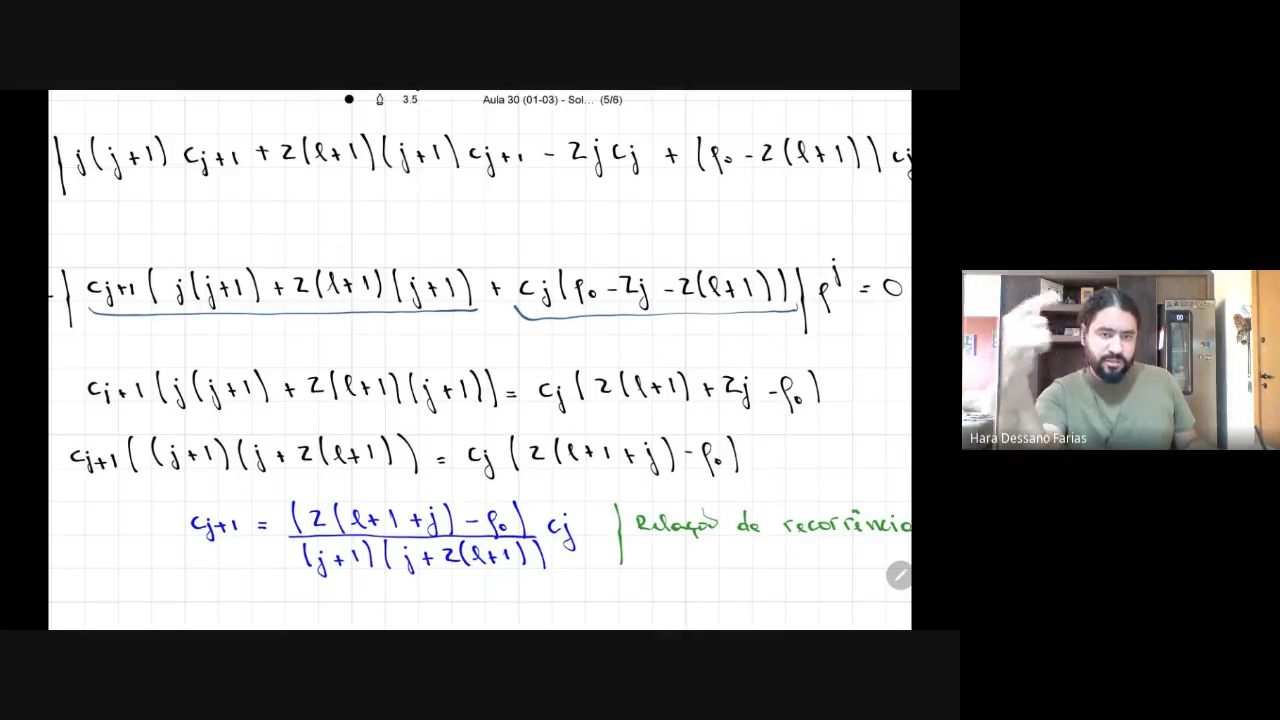 3.5 Aula 30 (01-03) - Sol... (5/6)
j(j+1) cj+1 + 2(ℓ+1)(j+1) cj+1 - 2j cj + (ρ₀ - 2(ℓ+1)) cj
- [cj+1 ( j(j+1) + 2(ℓ+1)(j+1) ) + cj (ρ₀ - 2j - 2(ℓ+1))] ρ^j = 0
cj+1 (j(j+1) + 2(ℓ+1)(j+1)) = cj (2(ℓ+1) + 2j - ρ₀)
cj+1 ((j+1)(j + 2(ℓ+1))) = cj (2(ℓ+1+j) - ρ₀)
cj+1 = (2(ℓ+1+j) - ρ₀) / (j+1)(j+2(ℓ+1)) cj | Relação de recorrência
Hara Dessano Farias